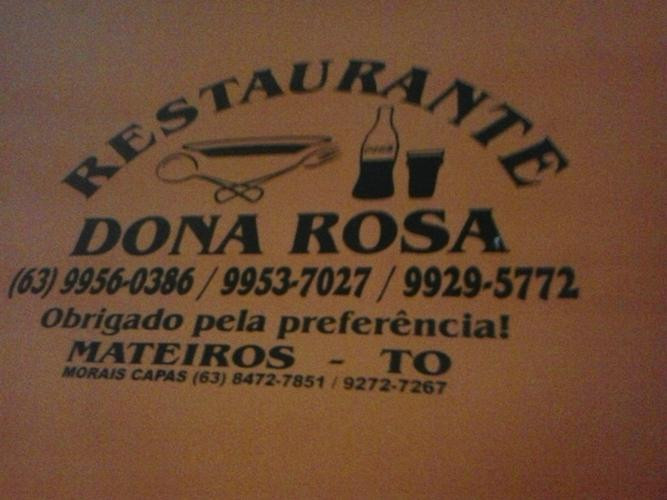 RESTAURANTE
DONA ROSA
(63) 9956-0386 / 9953-7027 / 9929-5772
Obrigado pela preferência!
MATEIROS - TO
MORAIS CAPAS (63) 8472-7851 / 9272-7267